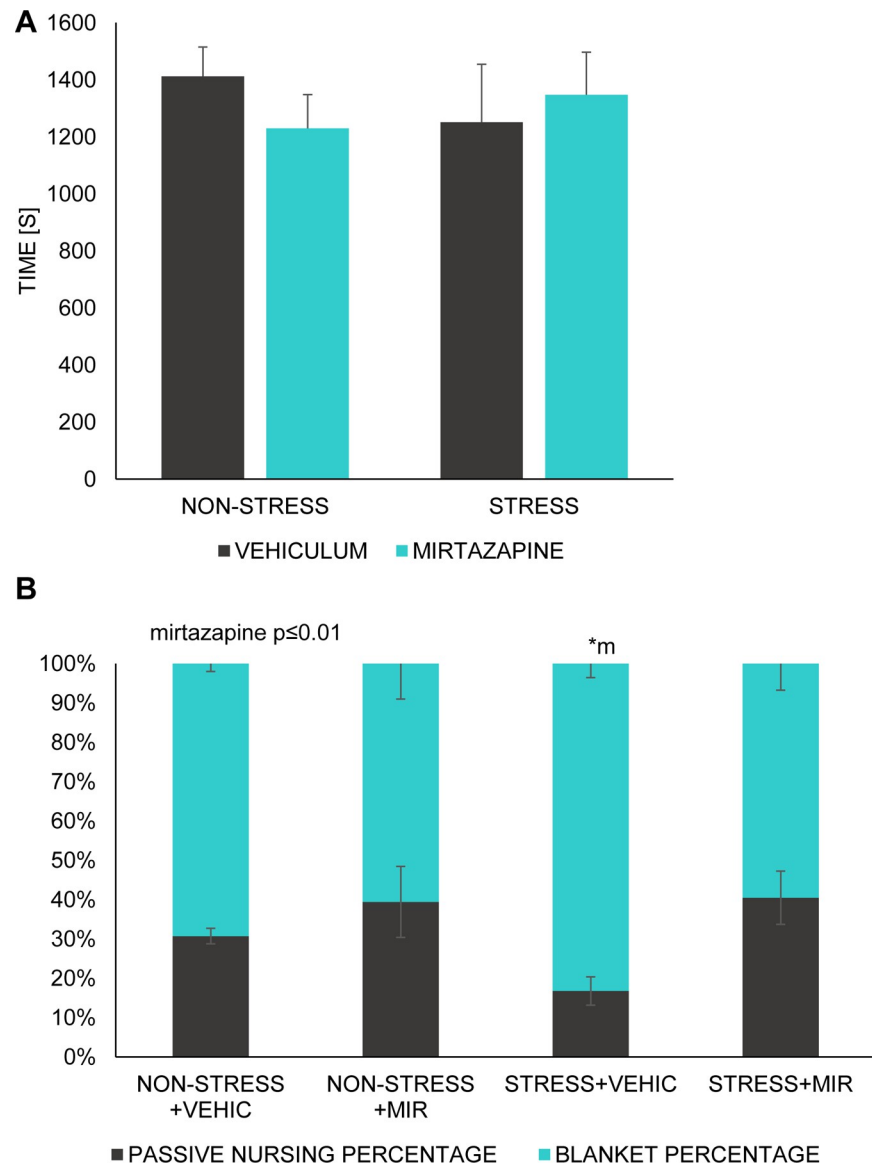 A
1600
1400
1200
1000
800
600
400
200
0
TIME [S]
NON-STRESS STRESS
VEHICULUM MIRTAZAPINE
B
mirtazapine p≤0.01 *m
100%
90%
80%
70%
60%
50%
40%
30%
20%
10%
0%
NON-STRESS NON-STRESS STRESS+VEHIC STRESS+MIR
+VEHIC +MIR
PASSIVE NURSING PERCENTAGE BLANKET PERCENTAGE